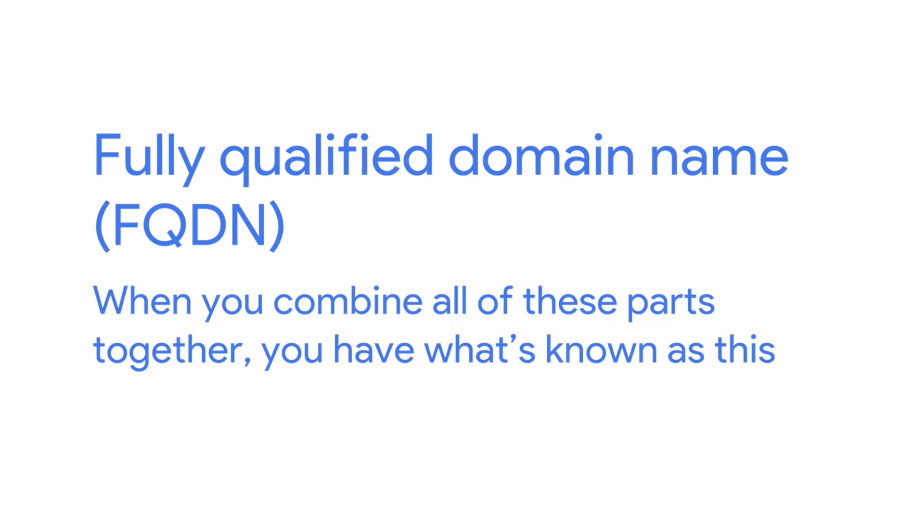 Fully qualified domain name
(FQDN)
When you combine all of these parts
together, you have what’s known as this